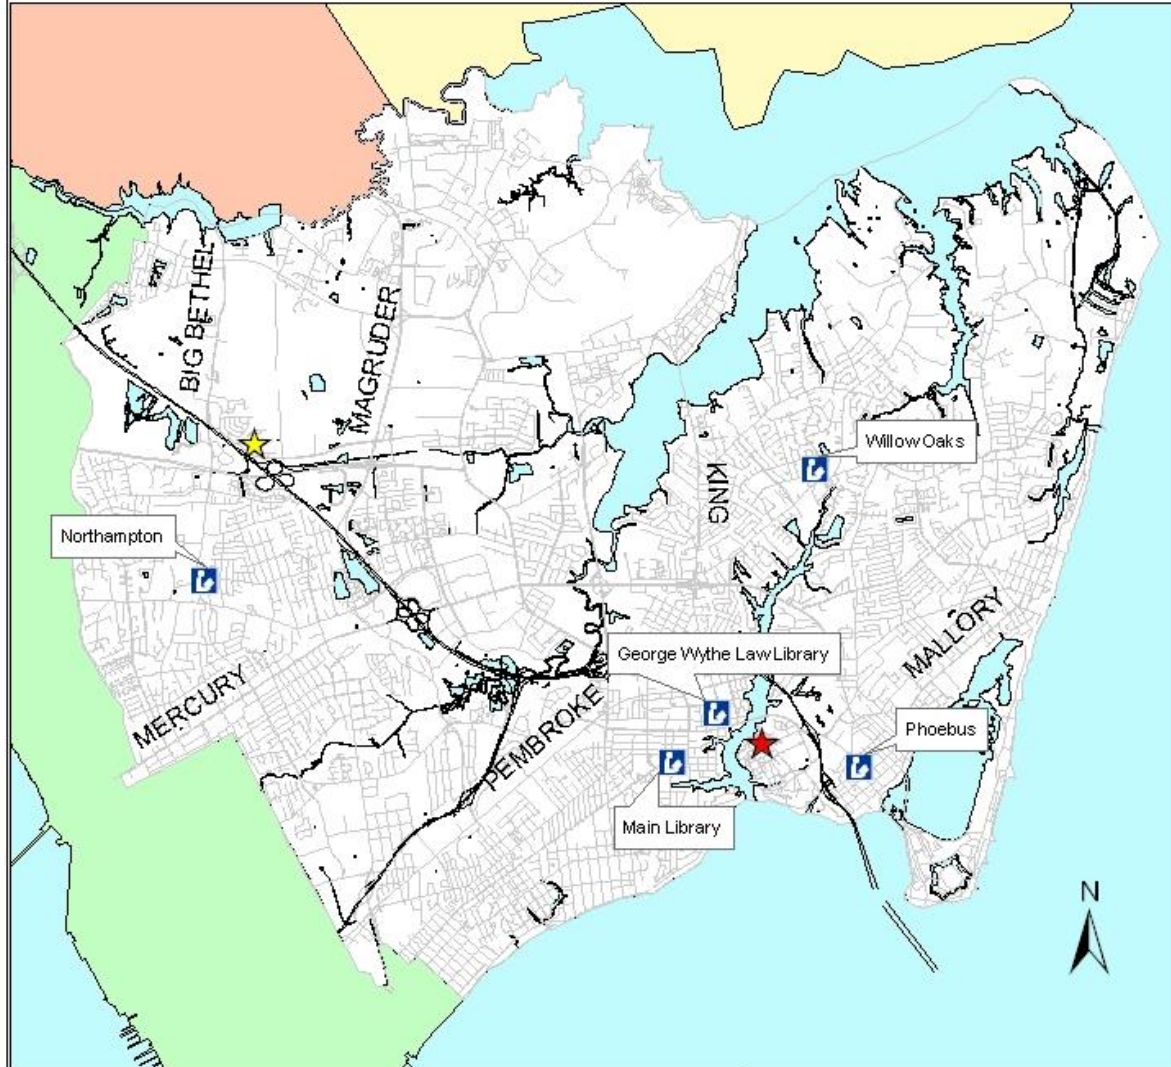 BIG BETHEL
MAGRUDER
Willow Oaks
KING
Northampton
MALLORY
George Wythe Law Library
MERCURY
PEMBROKE
Phoebus
Main Library
N